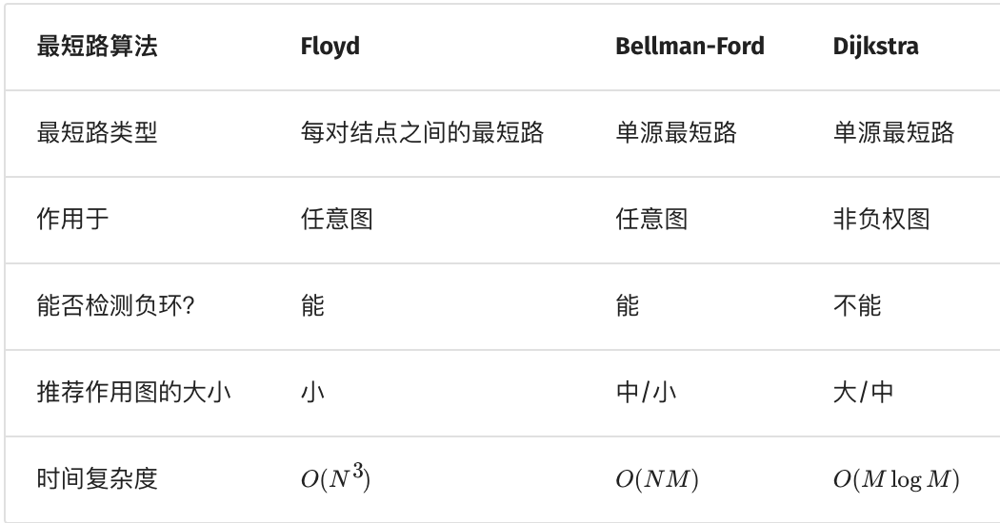 最短路算法 Floyd Bellman-Ford Dijkstra
最短路类型 每对结点之间的最短路 单源最短路 单源最短路
作用于 任意图 任意图 非负权图
能否检测负环？ 能 能 不能
推荐作用图的大小 小 中/小 大/中
时间复杂度 O(N³) O(NM) O(M log M)